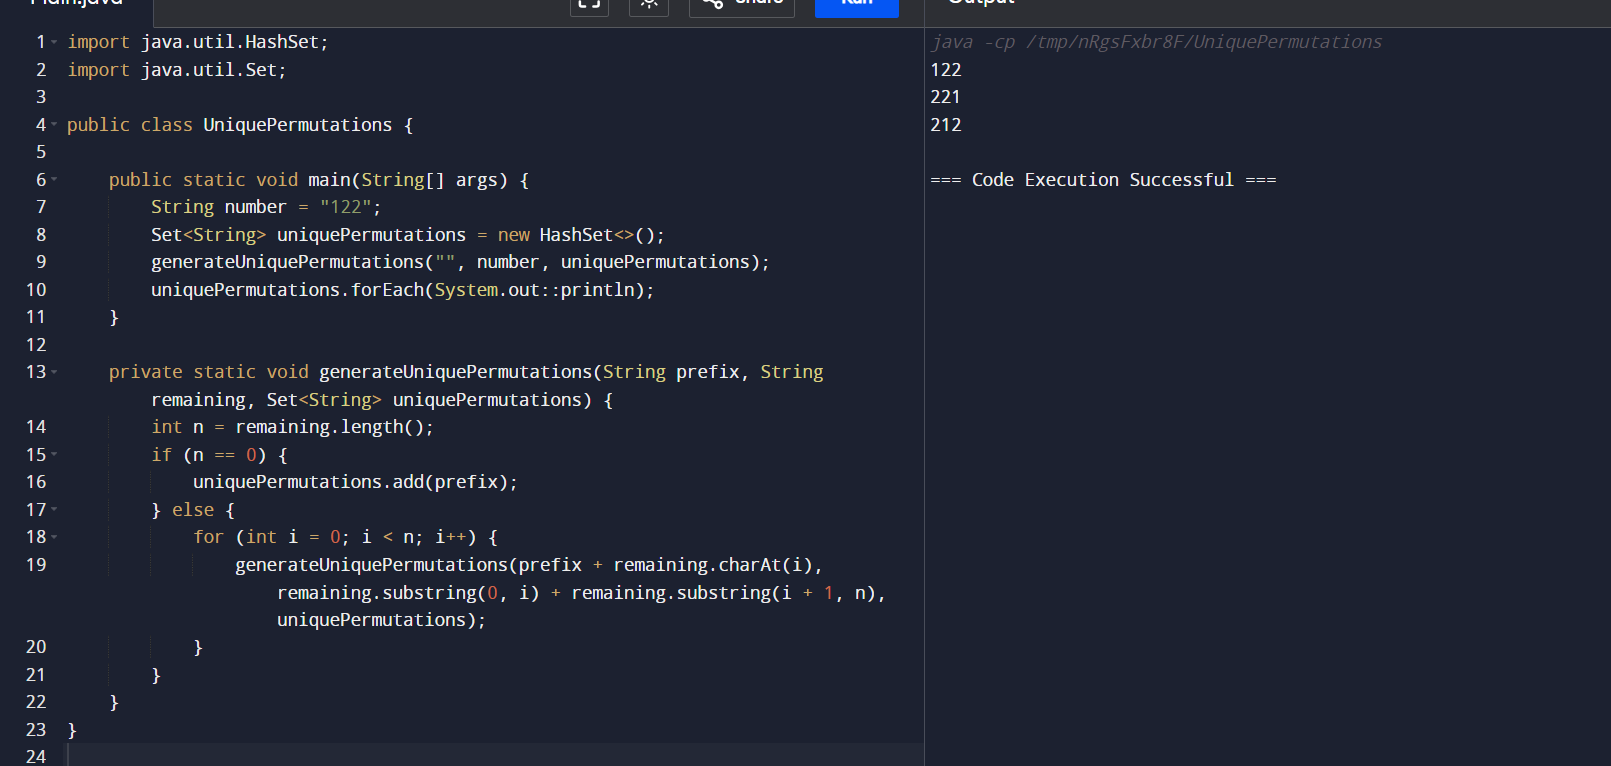 Main.java
Share
Run
Output
1 import java.util.HashSet;
2 import java.util.Set;
3
4 public class UniquePermutations {
5
6 public static void main(String[] args) {
7 String number = "122";
8 Set<String> uniquePermutations = new HashSet<>();
9 generateUniquePermutations("", number, uniquePermutations);
10 uniquePermutations.forEach(System.out::println);
11 }
12
13 private static void generateUniquePermutations(String prefix, String
remaining, Set<String> uniquePermutations) {
14 int n = remaining.length();
15 if (n == 0) {
16 uniquePermutations.add(prefix);
17 } else {
18 for (int i = 0; i < n; i++) {
19 generateUniquePermutations(prefix + remaining.charAt(i),
remaining.substring(0, i) + remaining.substring(i + 1, n),
uniquePermutations);
20 }
21 }
22 }
23 }
24
java -cp /tmp/nRgsFxbr8F/UniquePermutations
122
221
212
=== Code Execution Successful ===